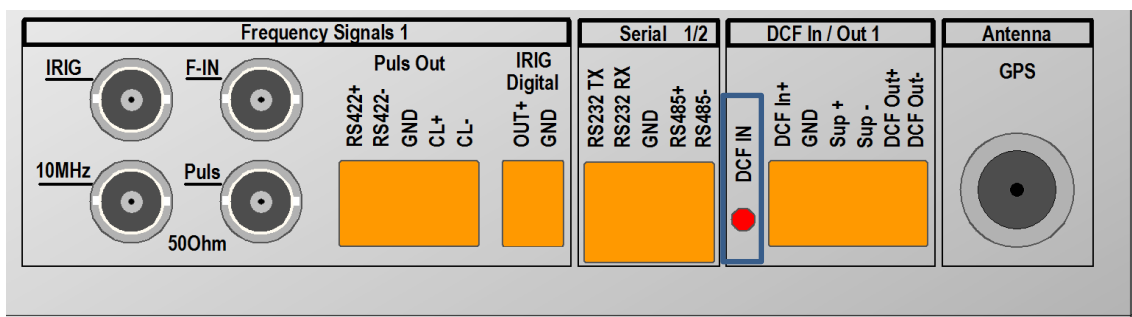 Frequency Signals 1
IRIG
F-IN
Puls Out
IRIG
Digital
RS422+
RS422-
GND
CL+
CL-
OUT+
GND
10MHz
Puls
50Ohm
Serial 1/2
RS232 TX
RS232 RX
GND
RS485+
RS485-
DCF In / Out 1
DCF IN
DCF In+
GND
Sup +
Sup -
DCF Out+
DCF Out-
Antenna
GPS